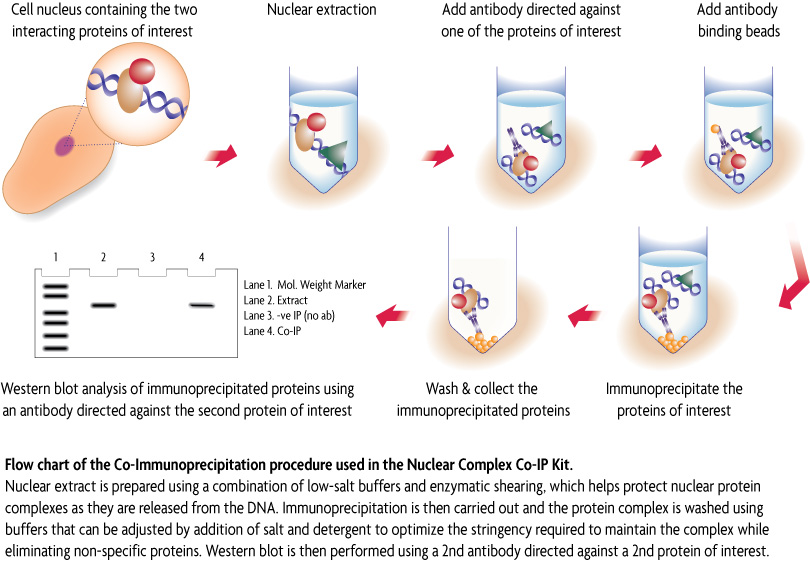 Cell nucleus containing the two
interacting proteins of interest
Nuclear extraction
Add antibody directed against
one of the proteins of interest
Add antibody
binding beads
1 2 3 4
Lane 1. Mol. Weight Marker
Lane 2. Extract
Lane 3. -ve IP (no ab)
Lane 4. Co-IP
Western blot analysis of immunoprecipitated proteins using
an antibody directed against the second protein of interest
Wash & collect the
immunoprecipitated proteins
Immunoprecipitate the
proteins of interest
Flow chart of the Co-Immunoprecipitation procedure used in the Nuclear Complex Co-IP Kit.
Nuclear extract is prepared using a combination of low-salt buffers and enzymatic shearing, which helps protect nuclear protein
complexes as they are released from the DNA. Immunoprecipitation is then carried out and the protein complex is washed using
buffers that can be adjusted by addition of salt and detergent to optimize the stringency required to maintain the complex while
eliminating non-specific proteins. Western blot is then performed using a 2nd antibody directed against a 2nd protein of interest.